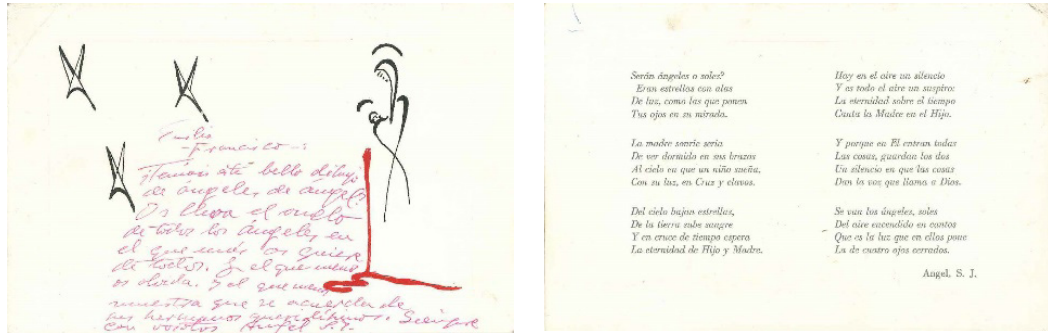 Emilio
-Francisco-:
este bello dibujo
de ángeles, de ángel.
Os lleva el vuelo
de todos los ángeles en
el que más os quiere
de todos. Y el que menos
os olvida. Y el que menos
muestra que se acuerda de
sus hermanos queridísimos. Siempre
con vosotros Angel S.J.
Serán ángeles o soles?
Eran estrellas con alas
De luz, como las que ponen
Tus ojos en su mirada.
La madre sonríe seria
De ver dormido en sus brazos
Al cielo en que un niño sueña,
Con su luz, en Cruz y clavos.
Del cielo bajan estrellas,
De la tierra sube sangre
Y en cruce de tiempo espera
La eternidad de Hijo y Madre.
Hay en el aire un silencio
Y es todo el aire un suspiro:
La eternidad sobre el tiempo
Canta la Madre en el Hijo.
Y porque en El entran todas
Las cosas, guardan los dos
Un silencio en que las cosas
Dan la voz que llama a Dios.
Se van los ángeles, soles
Del aire encendido en cantos
Que es la luz que en ellos pone
La de cuatro ojos cerrados.
Angel, S. J.